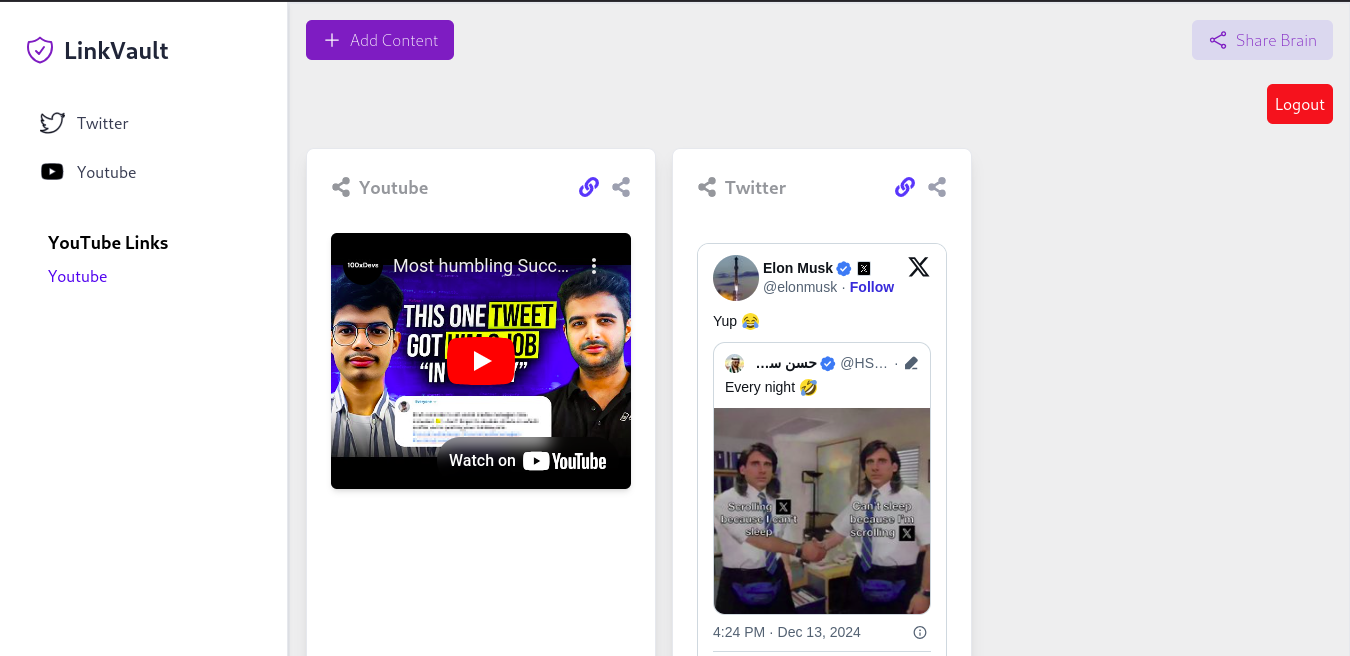 LinkVault
Twitter
Youtube
YouTube Links
Youtube
Add Content
Share Brain
Logout
Youtube
100xDevs
Most humbling Succ...
THIS ONE TWEET
GOT HIM A JOB
"IN
Watch on YouTube
Twitter
Elon Musk
@elonmusk · Follow
Yup 😂
حسن س...
@HS... ·
Every night 🤣
Scrolling X
because I can't
sleep
Can't sleep
because I'm
scrolling X
4:24 PM · Dec 13, 2024